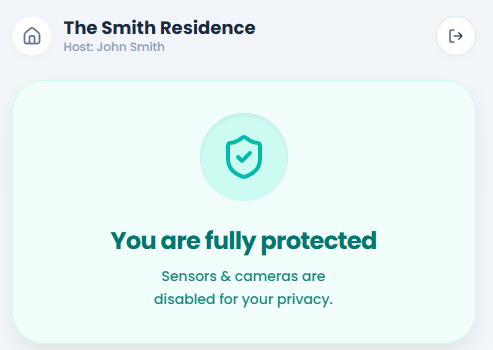 The Smith Residence
Host: John Smith
You are fully protected
Sensors & cameras are
disabled for your privacy.